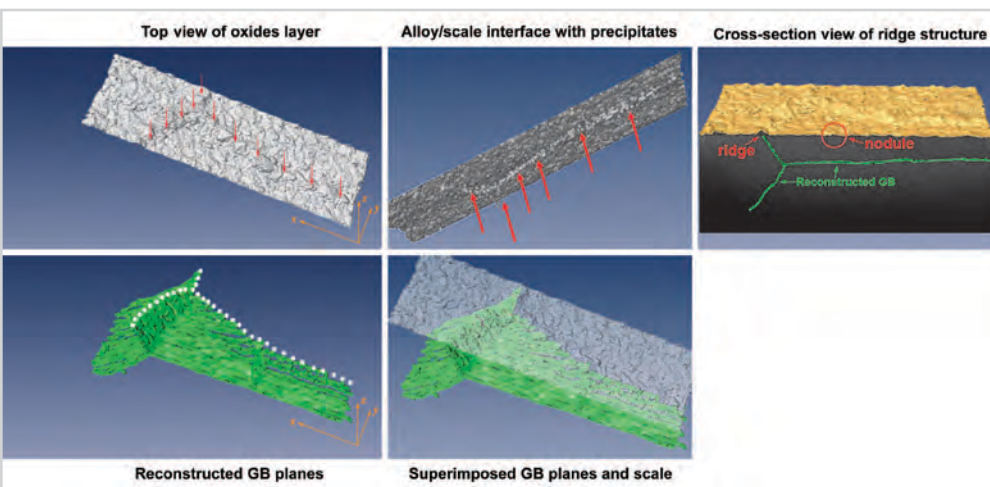 Top view of oxides layer
Alloy/scale interface with precipitates
Cross-section view of ridge structure
ridge
nodule
Reconstructed GB
Reconstructed GB planes
Superimposed GB planes and scale